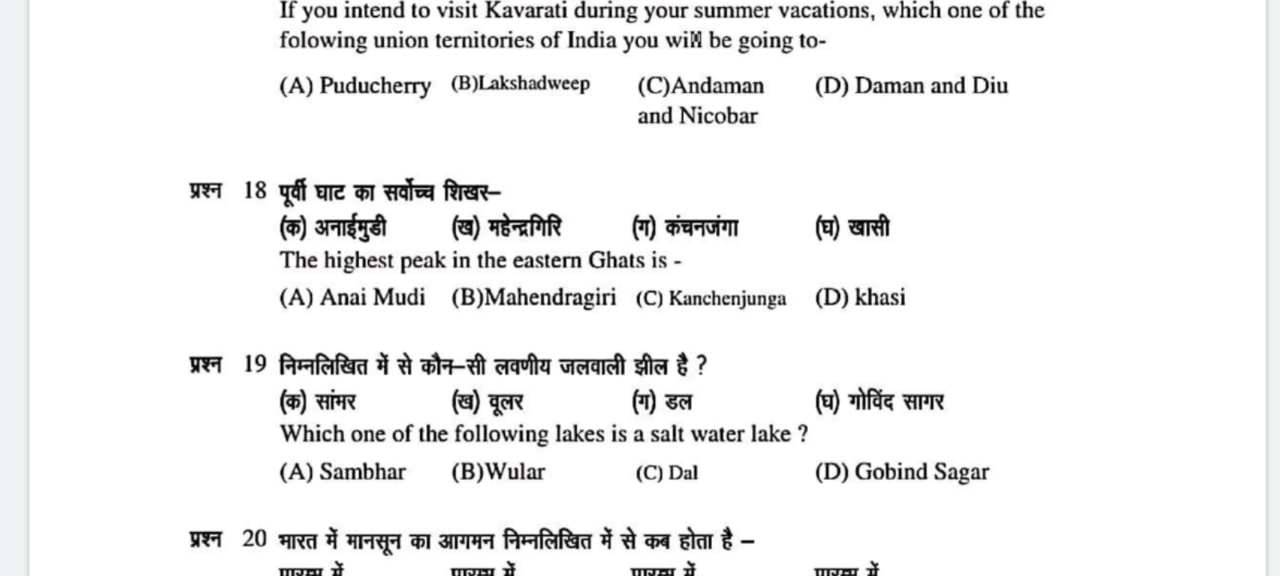 If you intend to visit Kavarati during your summer vacations, which one of the
folowing union ternitories of India you will be going to-
(A) Puducherry (B)Lakshadweep (C)Andaman (D) Daman and Diu
and Nicobar
प्रश्न 18 पूर्वी घाट का सर्वोच्च शिखर–
(क) अनाईमुडी (ख) महेन्द्रगिरि (ग) कंचनजंगा (घ) खासी
The highest peak in the eastern Ghats is -
(A) Anai Mudi (B)Mahendragiri (C) Kanchenjunga (D) khasi
प्रश्न 19 निम्नलिखित में से कौन–सी लवणीय जलवाली झील है ?
(क) सांभर (ख) वूलर (ग) डल (घ) गोविंद सागर
Which one of the following lakes is a salt water lake ?
(A) Sambhar (B)Wular (C) Dal (D) Gobind Sagar
प्रश्न 20 भारत में मानसून का आगमन निम्नलिखित में से कब होता है –